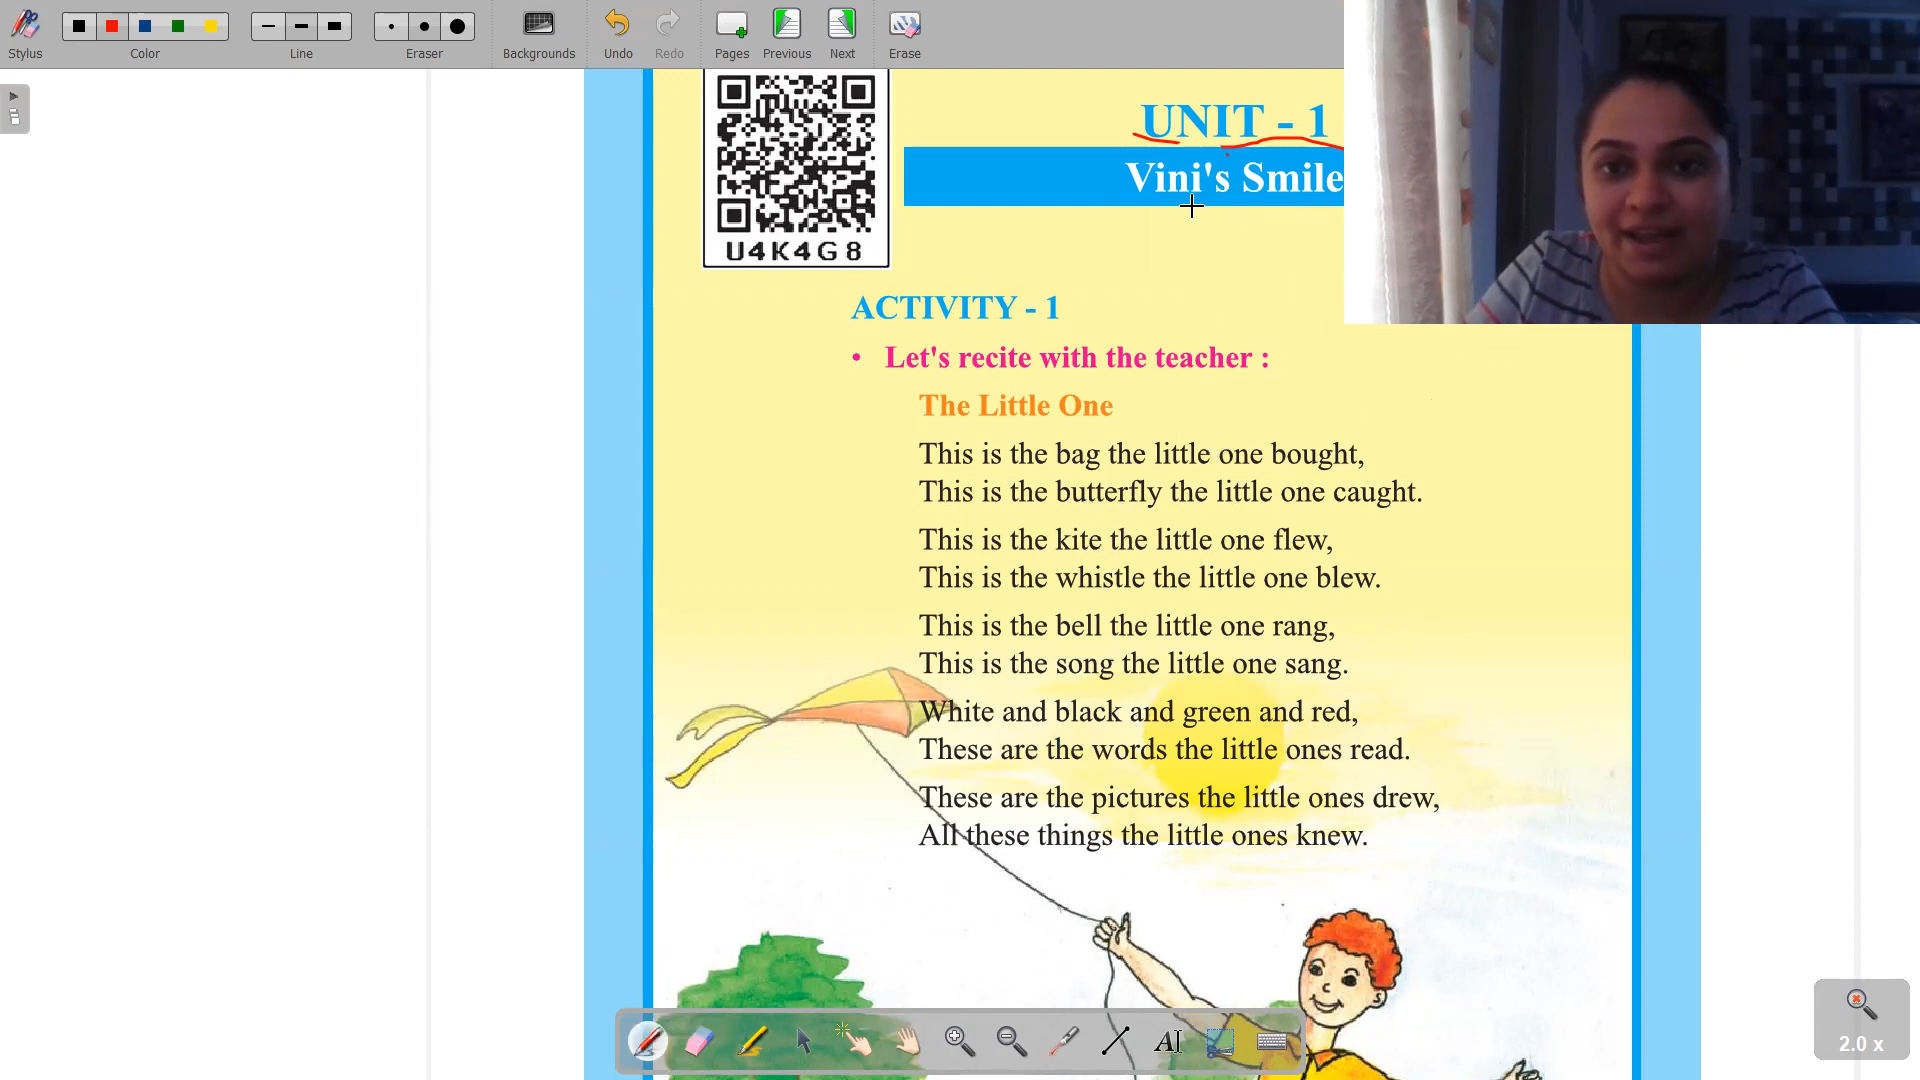 Stylus
Color
Line
Eraser
Backgrounds
Undo
Redo
Pages
Previous
Next
Erase
U4K4G8
UNIT - 1
Vini's Smile
ACTIVITY - 1
• Let's recite with the teacher :
The Little One
This is the bag the little one bought,
This is the butterfly the little one caught.
This is the kite the little one flew,
This is the whistle the little one blew.
This is the bell the little one rang,
This is the song the little one sang.
White and black and green and red,
These are the words the little ones read.
These are the pictures the little ones drew,
All these things the little ones knew.
2.0 x